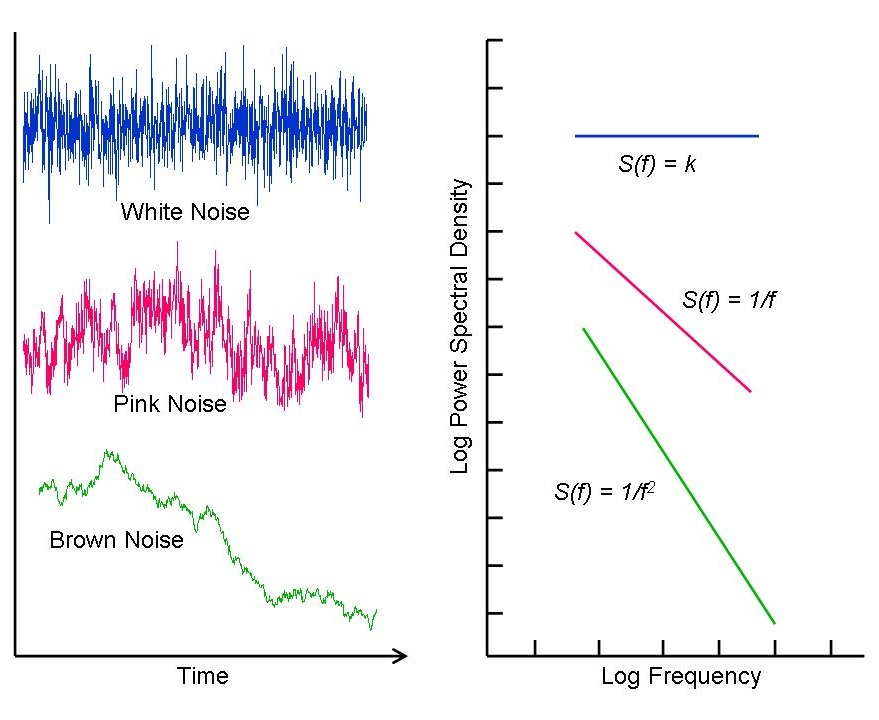 White Noise
Pink Noise
Brown Noise
Time
Log Power Spectral Density
S(f) = k
S(f) = 1/f
S(f) = 1/f²
Log Frequency